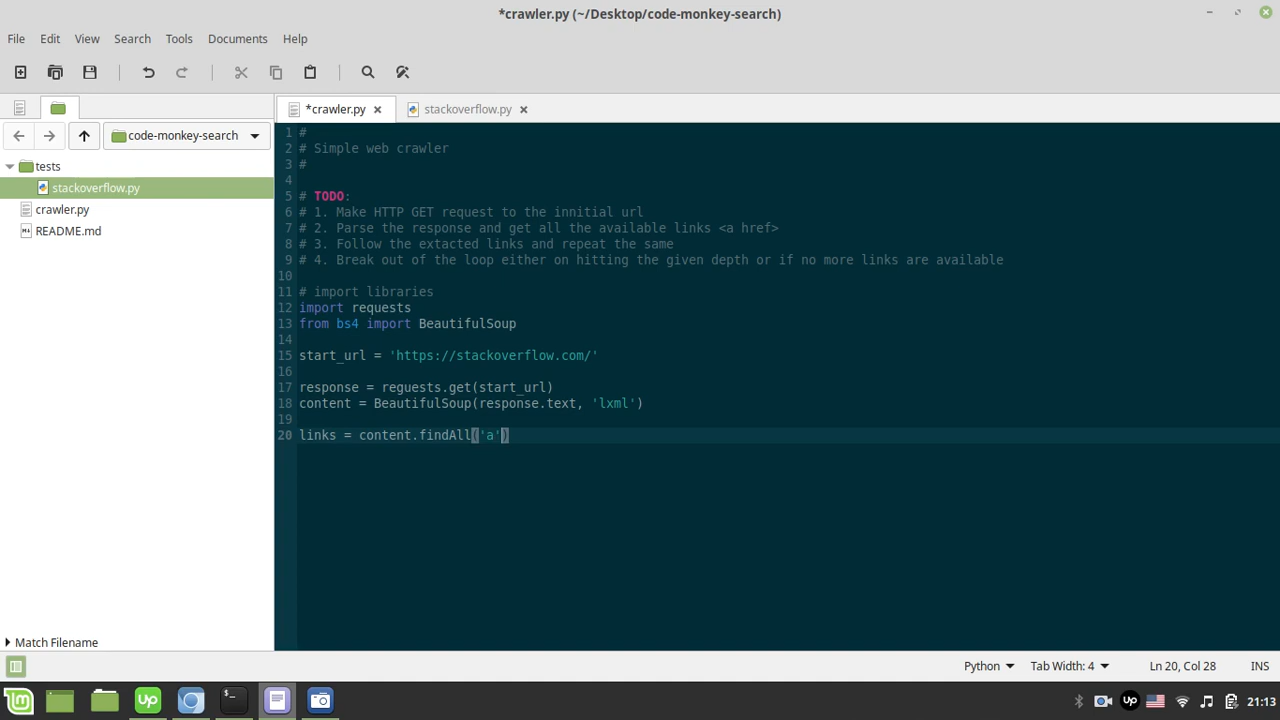 *crawler.py (~/Desktop/code-monkey-search)
File Edit View Search Tools Documents Help
*crawler.py
stackoverflow.py
code-monkey-search
tests
stackoverflow.py
crawler.py
README.md
1 #
2 # Simple web crawler
3 #
4
5 # TODO:
6 # 1. Make HTTP GET request to the innitial url
7 # 2. Parse the response and get all the available links <a href>
8 # 3. Follow the extacted links and repeat the same
9 # 4. Break out of the loop either on hitting the given depth or if no more links are available
10
11 # import libraries
12 import requests
13 from bs4 import BeautifulSoup
14
15 start_url = 'https://stackoverflow.com/'
16
17 response = reguests.get(start_url)
18 content = BeautifulSoup(response.text, 'lxml')
19
20 links = content.findAll('a')
Match Filename
Python Tab Width: 4 Ln 20, Col 28 INS
Up
>_
Up
21:13